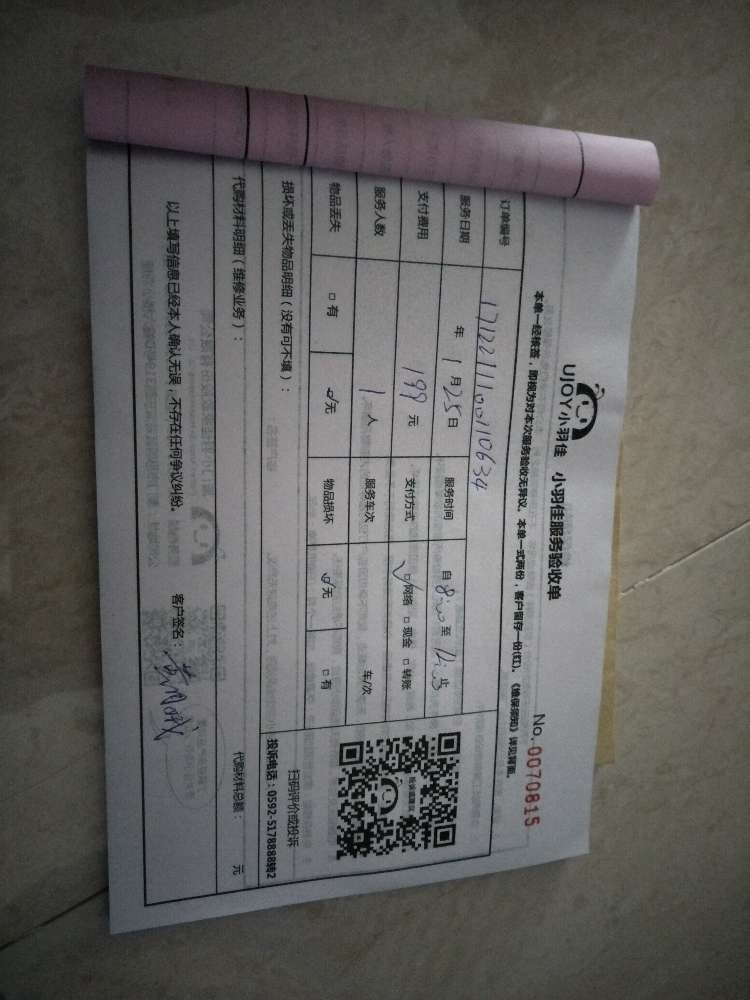 UJOY小羽佳 小羽佳服务验收单
No. 0070815
本单一经核签，即视为对本次服务验收无异议。本单一式两份，客户留存一份(红)。《维保须知》详见背面。
订单编号 171221110010634
服务日期 年 1 月 25 日 服务时间 自 8:00 至 12:00 止
支付费用 199 元 支付方式 ☑网络 □现金 □转账
服务人数 1 人 服务车次 车/次
物品丢失 □有 ☑无 物品损坏 ☑无 □有
扫码评价或投诉
投诉电话：0592-5178888转2
损坏或丢失物品明细（没有可不填）：
代购材料明细（维修业务）：
代购材料总额： 元
以上填写信息已经本人确认无误，不存在任何争议纠纷。 客户签名：